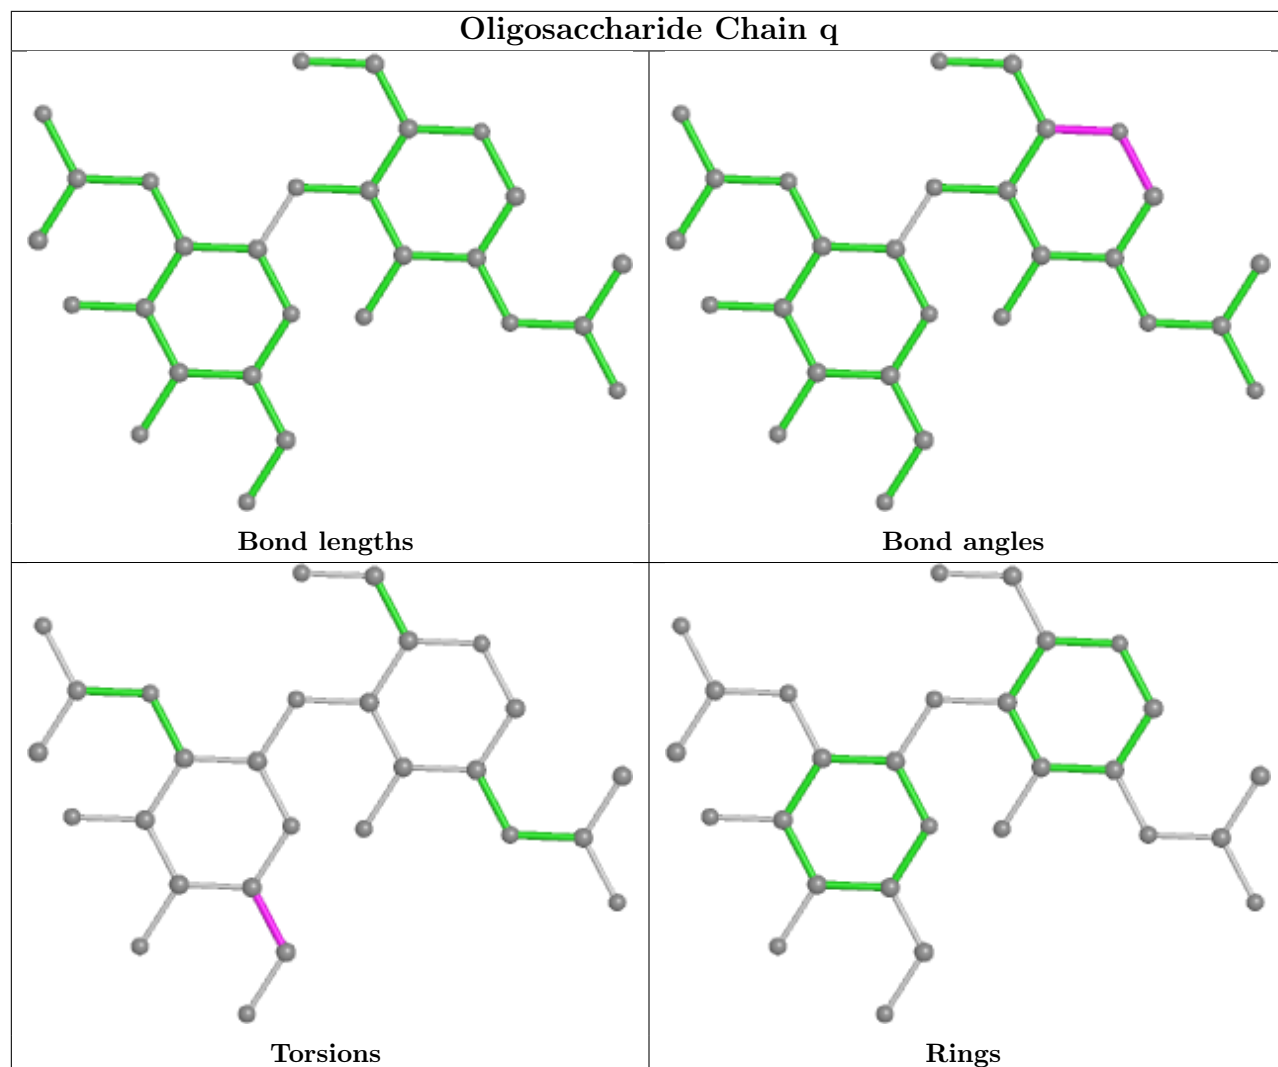 Oligosaccharide Chain q
Bond lengths
Bond angles
Torsions
Rings